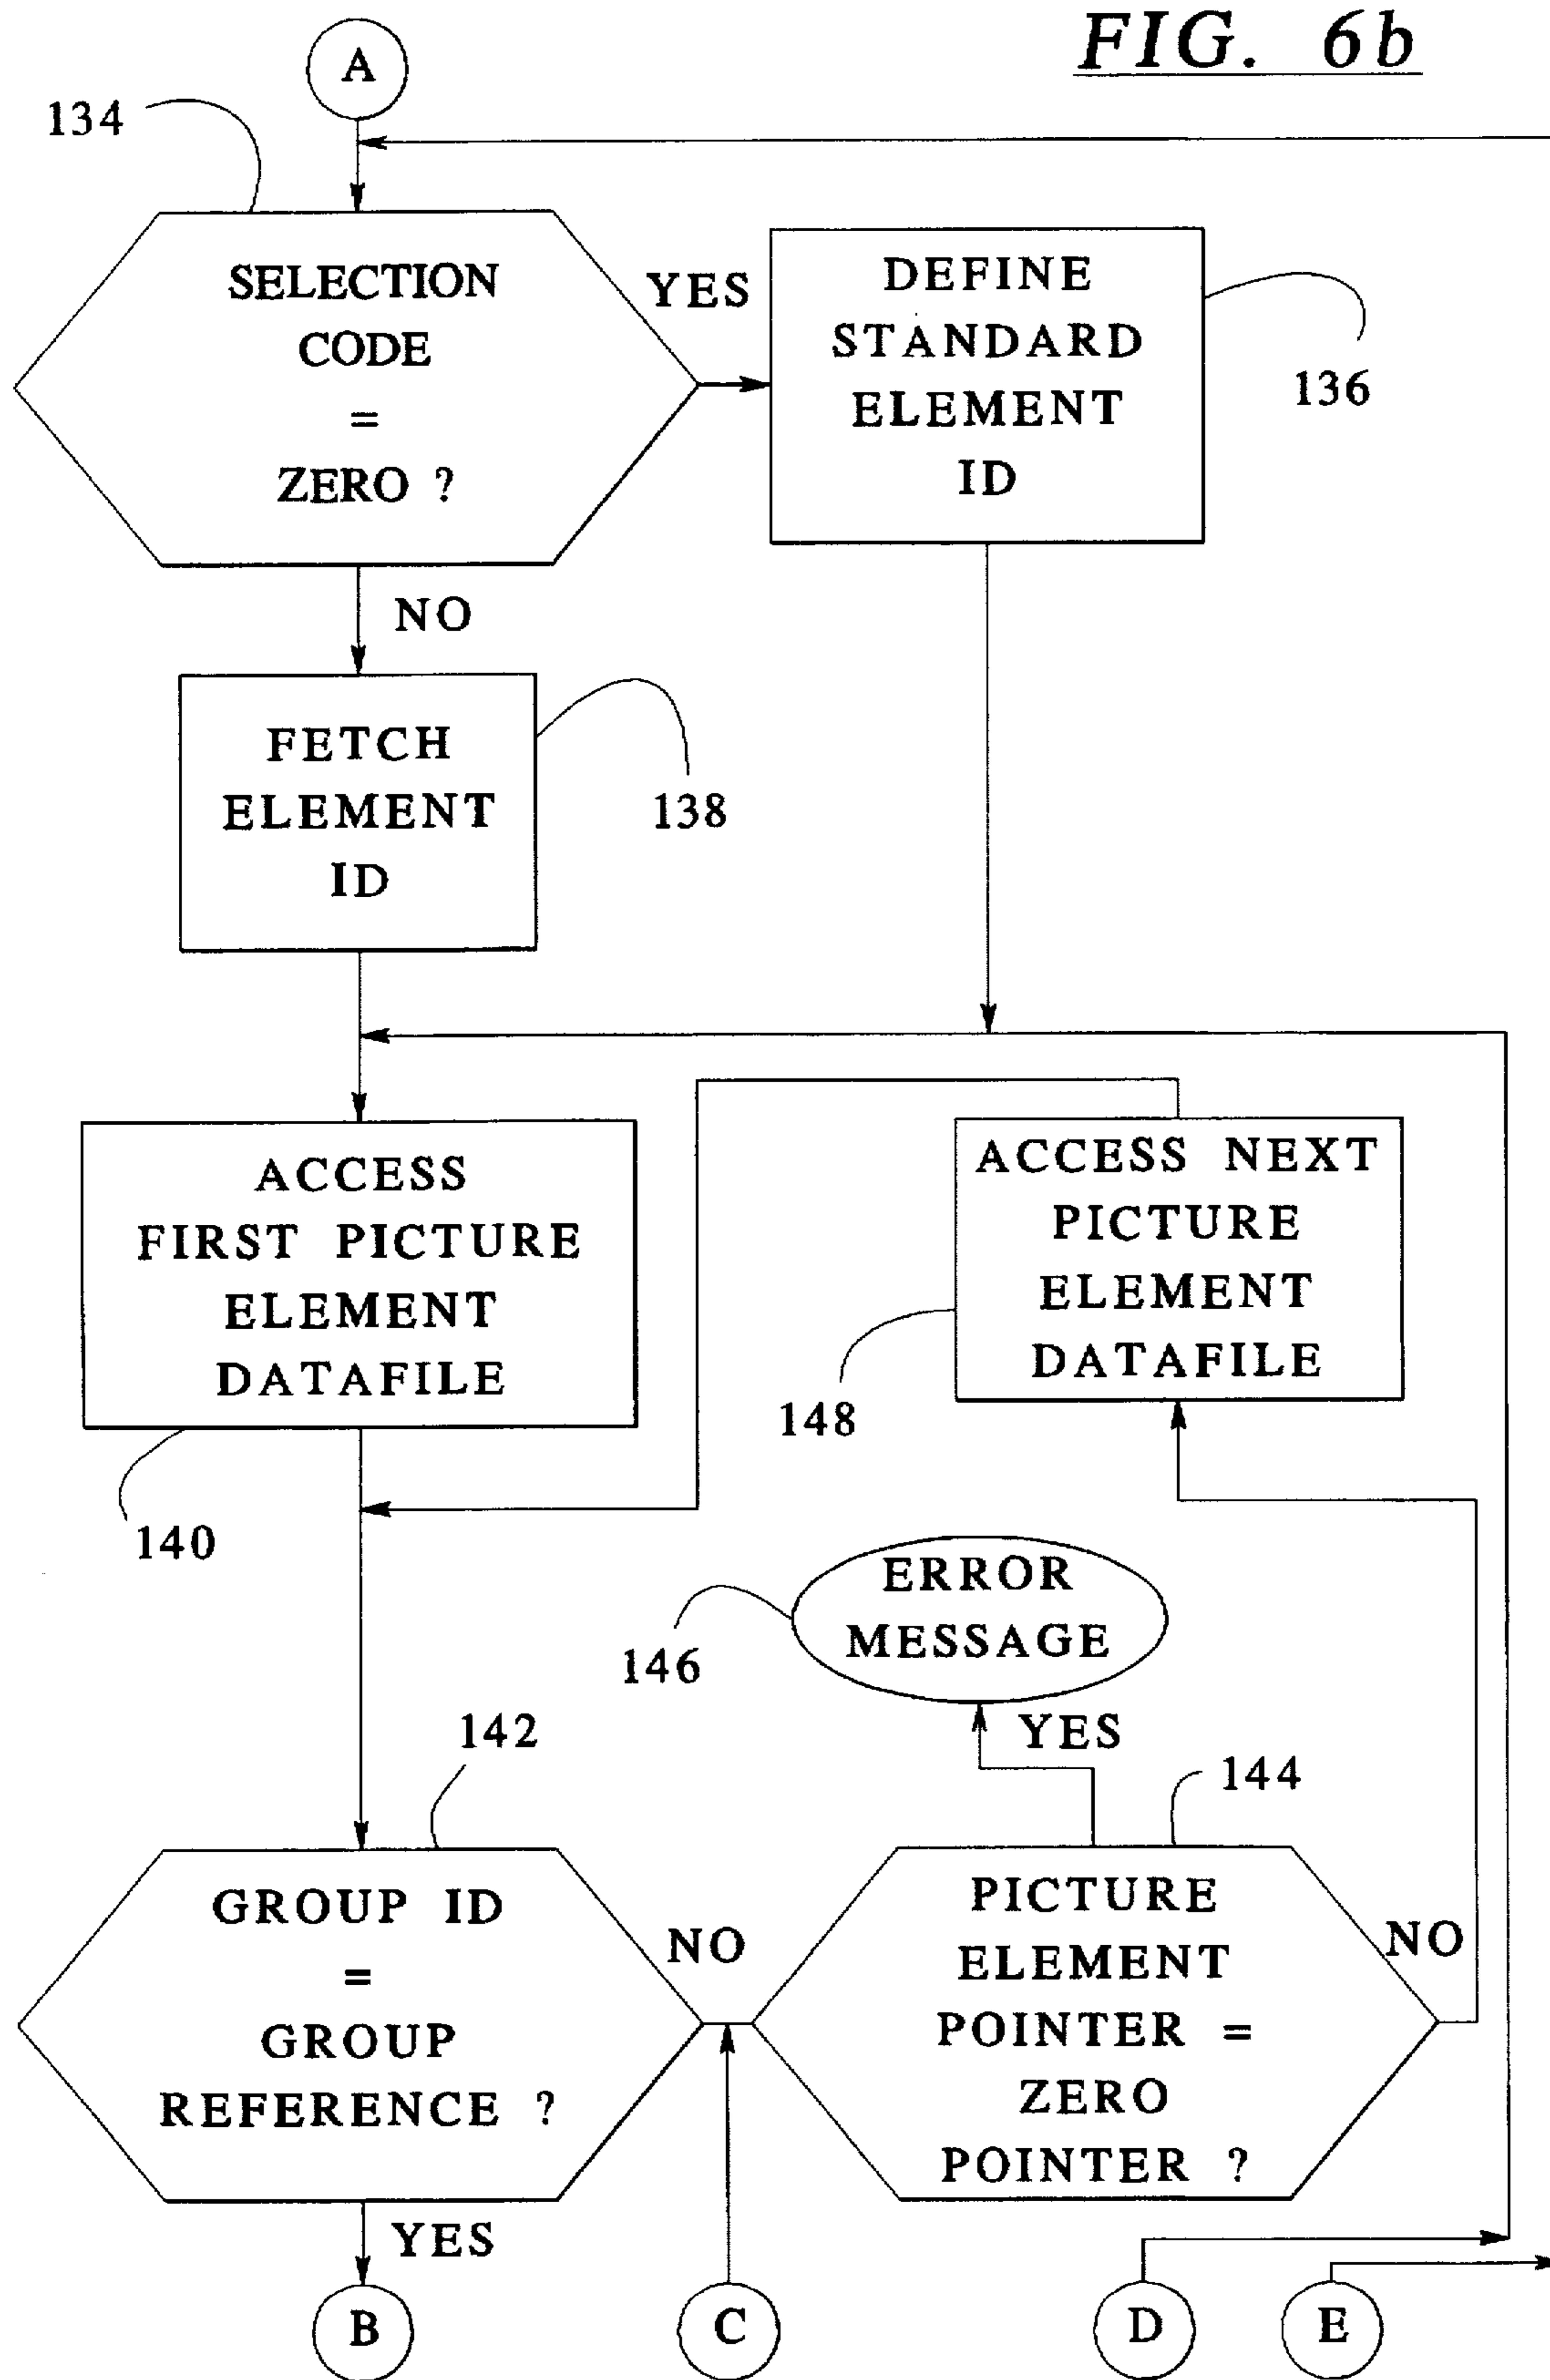 FIG. 6b
A
134
SELECTION
CODE
=
ZERO ?
YES
DEFINE
STANDARD
ELEMENT
ID
136
NO
FETCH
ELEMENT
ID
138
ACCESS
FIRST PICTURE
ELEMENT
DATAFILE
140
ACCESS NEXT
PICTURE
ELEMENT
DATAFILE
148
ERROR
MESSAGE
146
YES
142
144
GROUP ID
=
GROUP
REFERENCE ?
NO
PICTURE
ELEMENT
POINTER =
ZERO
POINTER ?
NO
YES
B
C
D
E